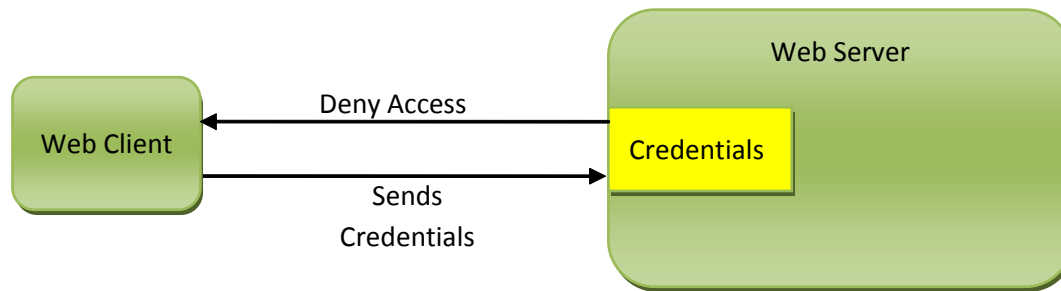 Web Server
Deny Access
Web Client
Credentials
Sends
Credentials